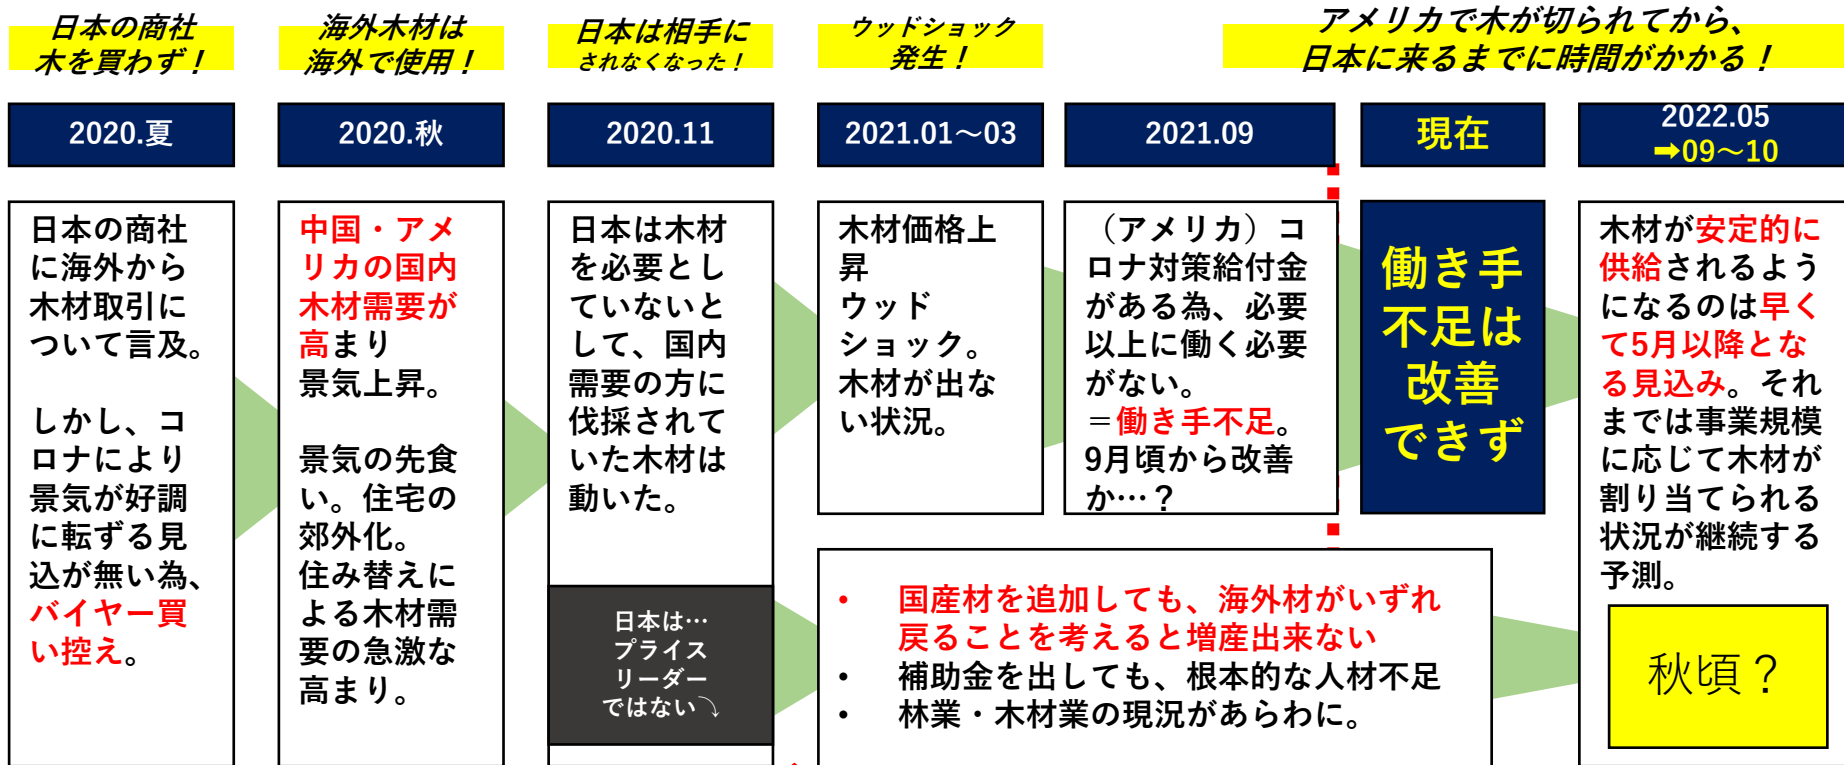 日本の商社
木を買わず！
海外木材は
海外で使用！
日本は相手に
されなくなった！
ウッドショック
発生！
アメリカで木が切られてから、
日本に来るまでに時間がかかる！
2020.夏
2020.秋
2020.11
2021.01～03
2021.09
現在
2022.05
➡09～10
日本の商社
に海外から
木材取引に
ついて言及。
しかし、コ
ロナにより
景気が好調
に転ずる見
込が無い為、
バイヤー買
い控え。
中国・アメ
リカの国内
木材需要が
高まり
景気上昇。
景気の先食
い。住宅の
郊外化。
住み替えに
よる木材需
要の急激な
高まり。
日本は木材
を必要とし
ていないと
して、国内
需要の方に
伐採されて
いた木材は
動いた。
日本は…
プライス
リーダー
ではない⤵
木材価格上
昇
ウッド
ショック。
木材が出な
い状況。
（アメリカ）コ
ロナ対策給付金
がある為、必要
以上に働く必要
がない。
＝働き手不足。
9月頃から改善
か…？
働き手
不足は
改善
できず
• 国産材を追加しても、海外材がいずれ
戻ることを考えると増産出来ない
• 補助金を出しても、根本的な人材不足
• 林業・木材業の現況があらわに。
木材が安定的に
供給されるよう
になるのは早く
て5月以降とな
る見込み。それ
までは事業規模
に応じて木材が
割り当てられる
状況が継続する
予測。
秋頃？